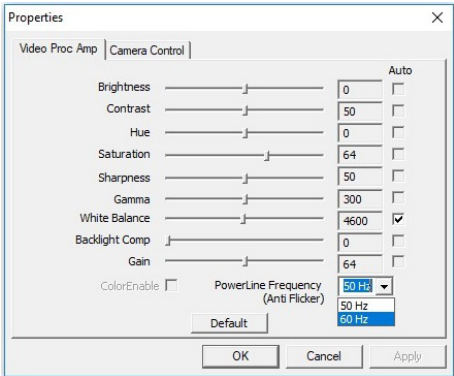 Properties
Video Proc Amp Camera Control
Auto
Brightness 0
Contrast 50
Hue 0
Saturation 64
Sharpness 50
Gamma 300
White Balance 4600
Backlight Comp 0
Gain 64
ColorEnable PowerLine Frequency 50 Hz
(Anti Flicker)
50 Hz
60 Hz
Default
OK Cancel Apply